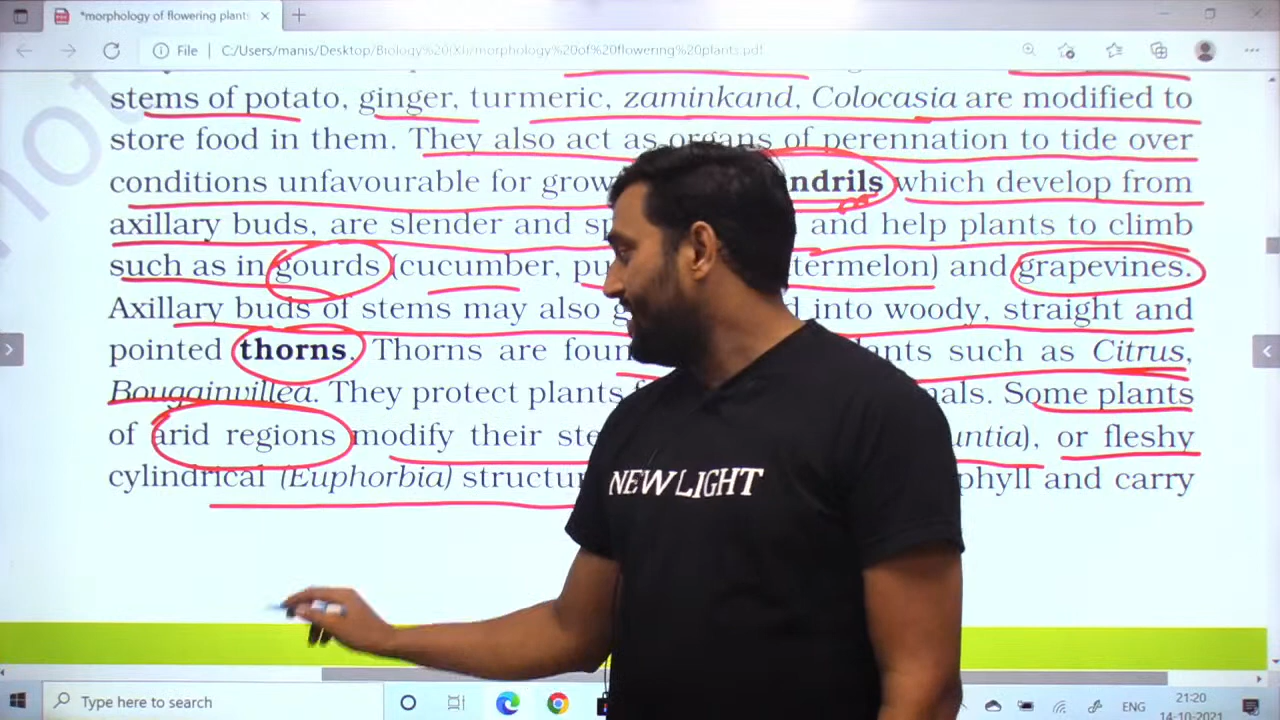 *morphology of flowering plants
File C:/Users/manis/Desktop/Biology%20(XI)/morphology%20of%20flowering%20plants.pdf
stems of potato, ginger, turmeric, zaminkand, Colocasia are modified to
store food in them. They also act as organs of perennation to tide over
conditions unfavourable for grow ndrils which develop from
axillary buds, are slender and sp and help plants to climb
such as in gourds (cucumber, pu termelon) and grapevines.
Axillary buds of stems may also g into woody, straight and
pointed thorns. Thorns are foun lants such as Citrus,
Bougainvillea. They protect plants f mals. Some plants
of arid regions modify their ste untia), or fleshy
cylindrical (Euphorbia) structur phyll and carry
NEW LIGHT
Type here to search
ENG
21:20
14-10-2021